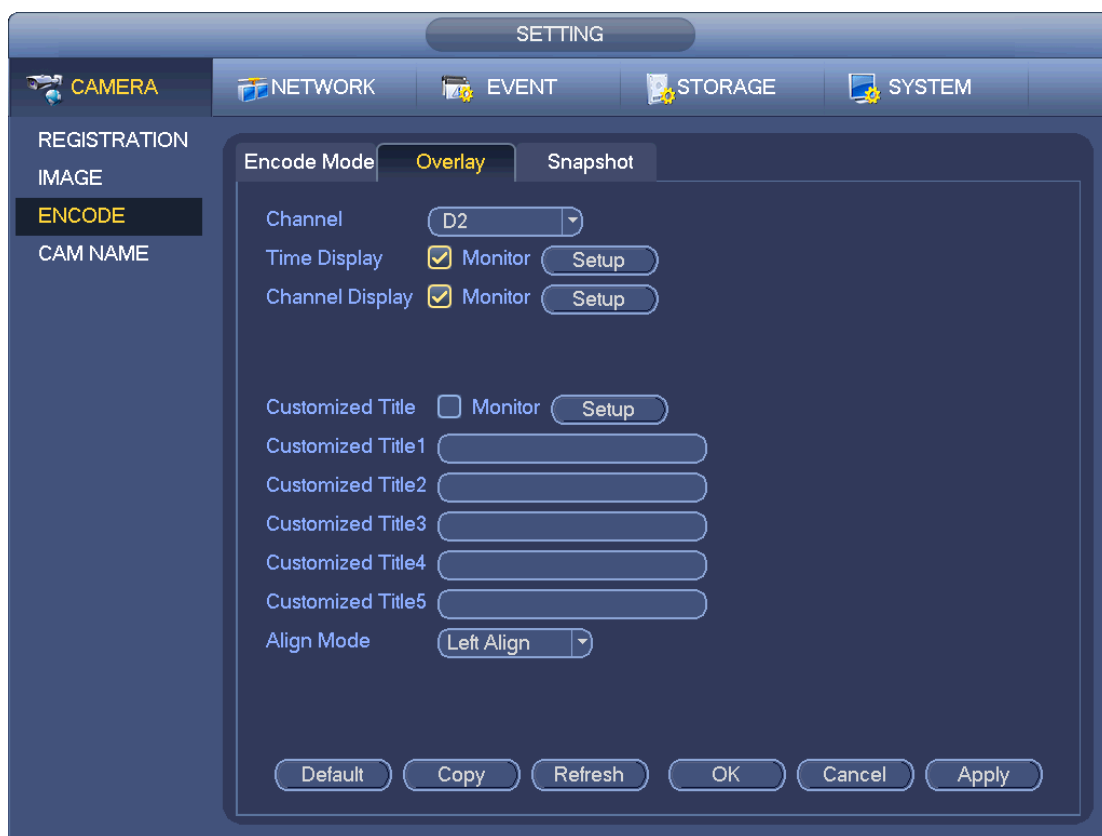 SETTING
CAMERA NETWORK EVENT STORAGE SYSTEM
REGISTRATION
IMAGE
ENCODE
CAM NAME
Encode Mode Overlay Snapshot
Channel D2
Time Display Monitor Setup
Channel Display Monitor Setup
Customized Title Monitor Setup
Customized Title1
Customized Title2
Customized Title3
Customized Title4
Customized Title5
Align Mode Left Align
Default Copy Refresh OK Cancel Apply